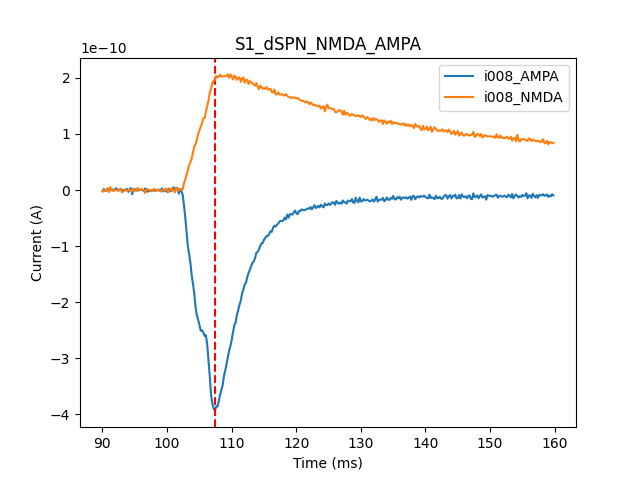 S1_dSPN_NMDA_AMPA
1e−10
i008_AMPA
i008_NMDA
2
1
0
−1
−2
−3
−4
Current (A)
90 100 110 120 130 140 150 160
Time (ms)